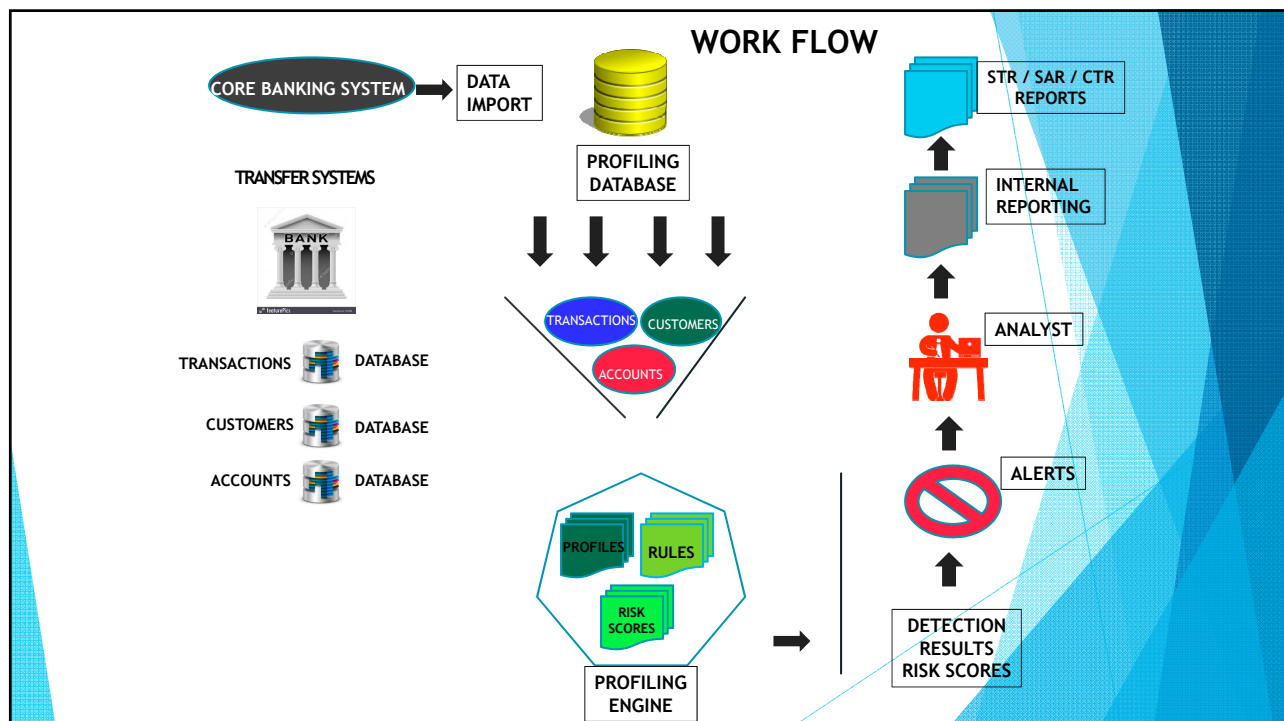 WORK FLOW
CORE BANKING SYSTEM
DATA
IMPORT
PROFILING
DATABASE
TRANSFER SYSTEMS
BANK
TRANSACTIONS
DATABASE
CUSTOMERS
DATABASE
ACCOUNTS
DATABASE
TRANSACTIONS
CUSTOMERS
ACCOUNTS
PROFILES
RULES
RISK
SCORES
PROFILING
ENGINE
STR / SAR / CTR
REPORTS
INTERNAL
REPORTING
ANALYST
ALERTS
DETECTION
RESULTS
RISK SCORES